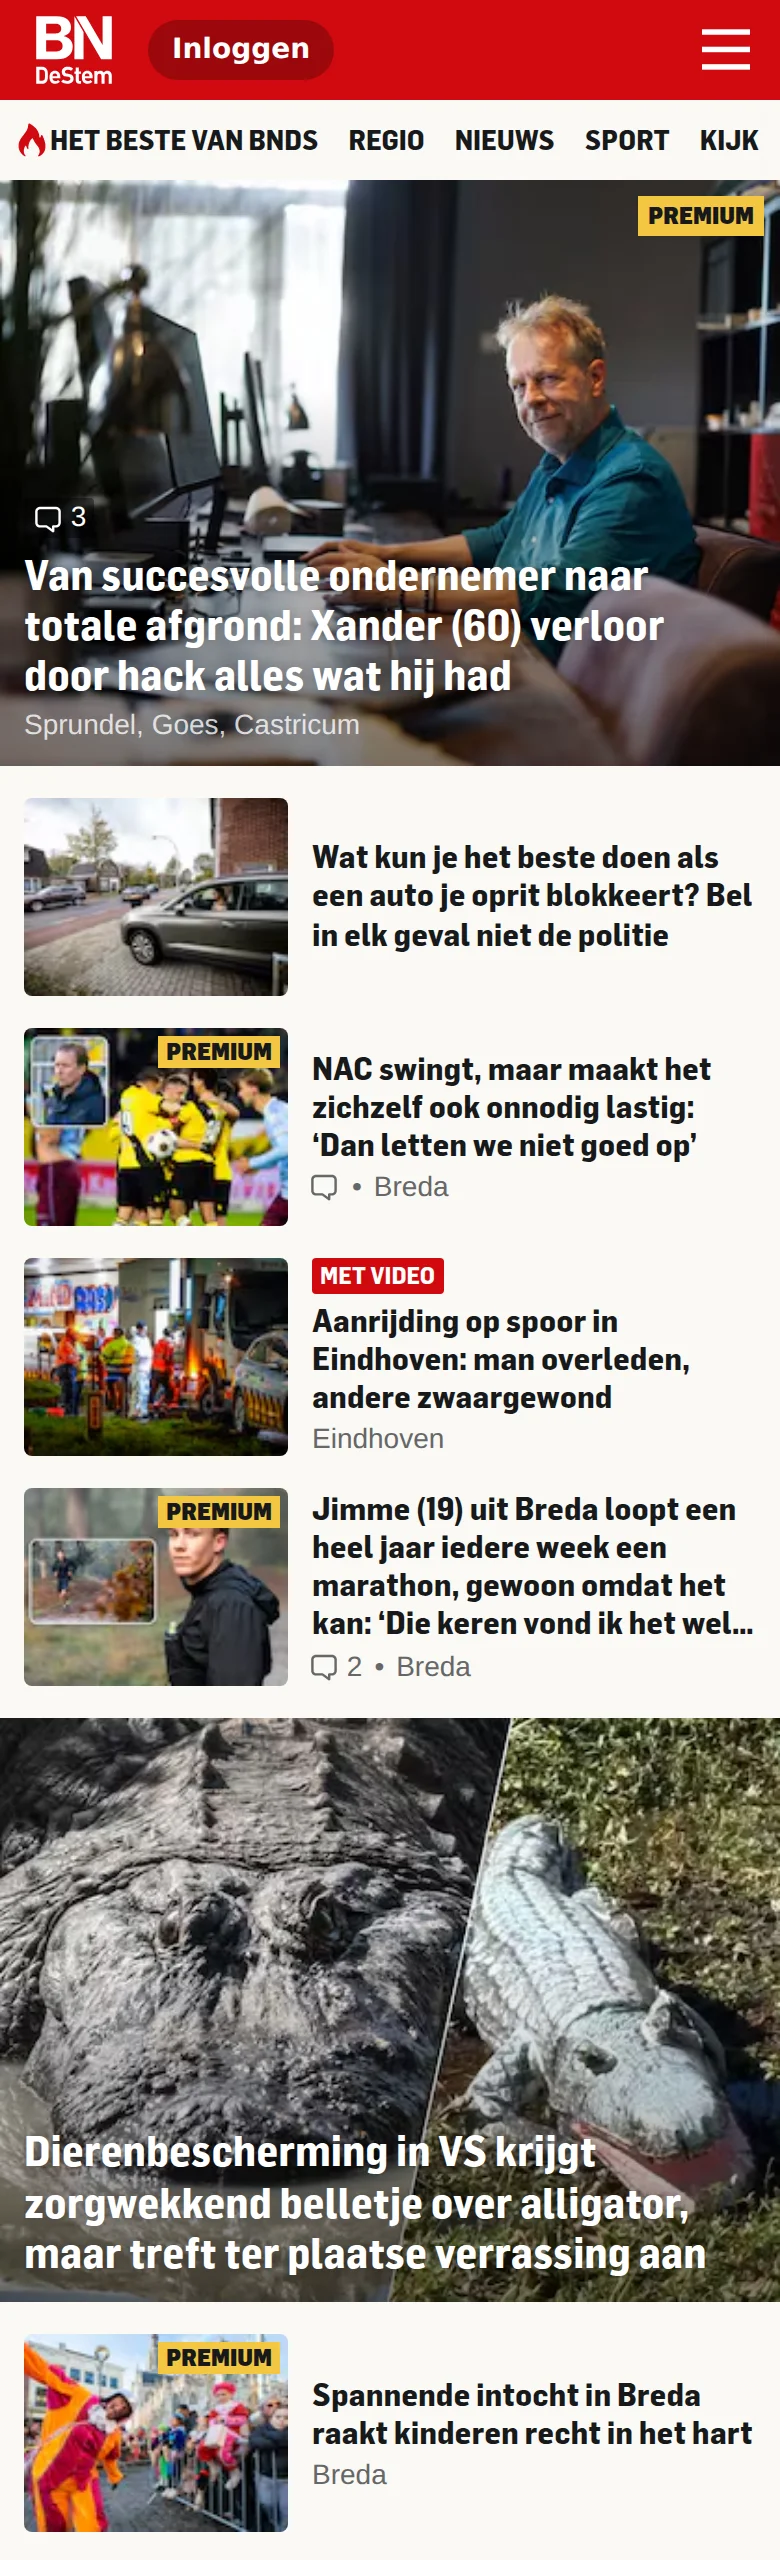 BN
DeStem
Inloggen
HET BESTE VAN BNDS REGIO NIEUWS SPORT KIJK
PREMIUM
3
Van succesvolle ondernemer naar
totale afgrond: Xander (60) verloor
door hack alles wat hij had
Sprundel, Goes, Castricum
Wat kun je het beste doen als
een auto je oprit blokkeert? Bel
in elk geval niet de politie
PREMIUM
NAC swingt, maar maakt het
zichzelf ook onnodig lastig:
‘Dan letten we niet goed op’
• Breda
MET VIDEO
Aanrijding op spoor in
Eindhoven: man overleden,
andere zwaargewond
Eindhoven
PREMIUM
Jimme (19) uit Breda loopt een
heel jaar iedere week een
marathon, gewoon omdat het
kan: ‘Die keren vond ik het wel...
2 • Breda
Dierenbescherming in VS krijgt
zorgwekkend belletje over alligator,
maar treft ter plaatse verrassing aan
PREMIUM
Spannende intocht in Breda
raakt kinderen recht in het hart
Breda